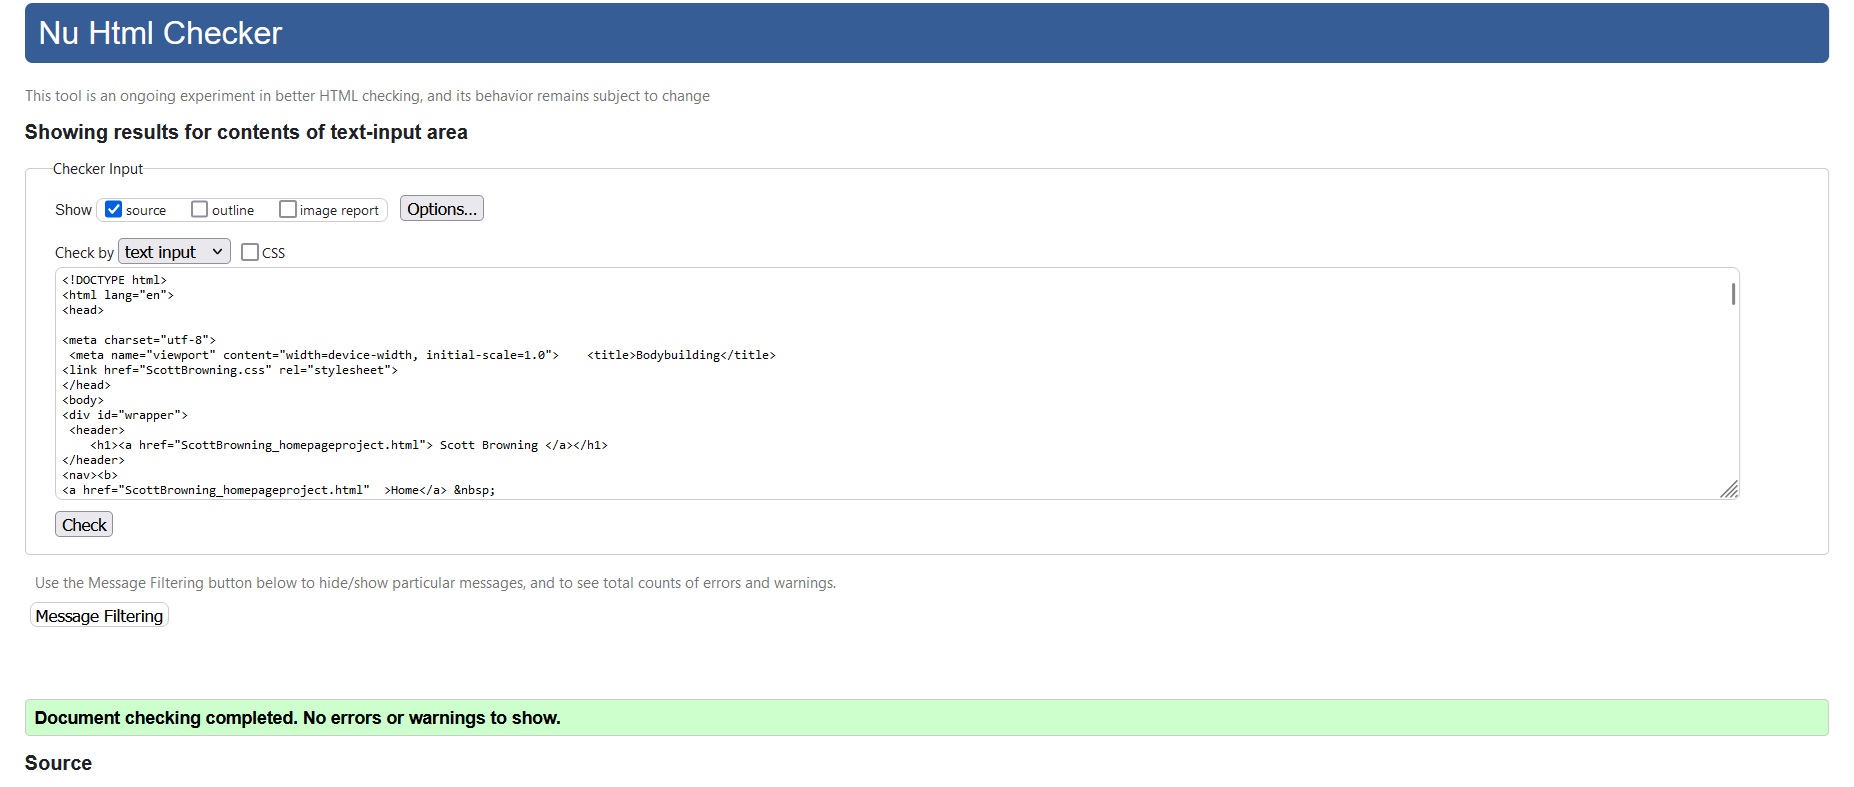 Nu Html Checker
This tool is an ongoing experiment in better HTML checking, and its behavior remains subject to change
Showing results for contents of text-input area
Checker Input
Show source outline image report Options...
Check by text input CSS
<!DOCTYPE html>
<html lang="en">
<head>
<meta charset="utf-8">
<meta name="viewport" content="width=device-width, initial-scale=1.0">    <title>Bodybuilding</title>
<link href="ScottBrowning.css" rel="stylesheet">
</head>
<body>
<div id="wrapper">
<header>
<h1><a href="ScottBrowning_homepageproject.html"> Scott Browning </a></h1>
</header>
<nav><b>
<a href="ScottBrowning_homepageproject.html"  >Home</a> &nbsp;
Check
Use the Message Filtering button below to hide/show particular messages, and to see total counts of errors and warnings.
Message Filtering
Document checking completed. No errors or warnings to show.
Source